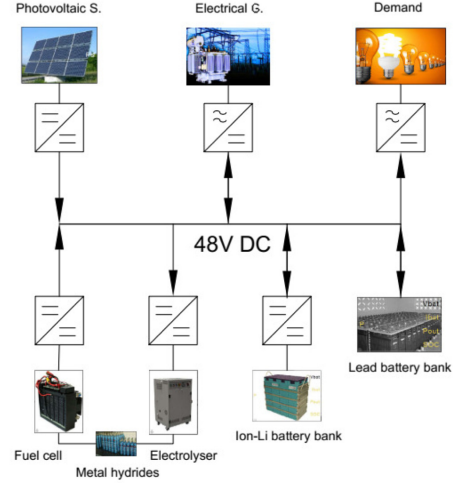 Photovoltaic S.
Electrical G.
Demand
48V DC
Lead battery bank
Ion-Li battery bank
Fuel cell
Electrolyser
Metal hydrides